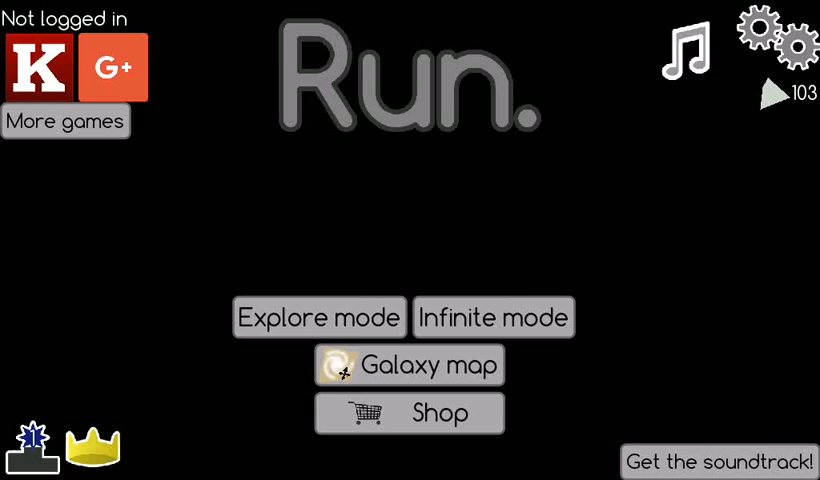 Not logged in
K
G+
More games
Run.
103
Explore mode
Infinite mode
Galaxy map
Shop
1
Get the soundtrack!